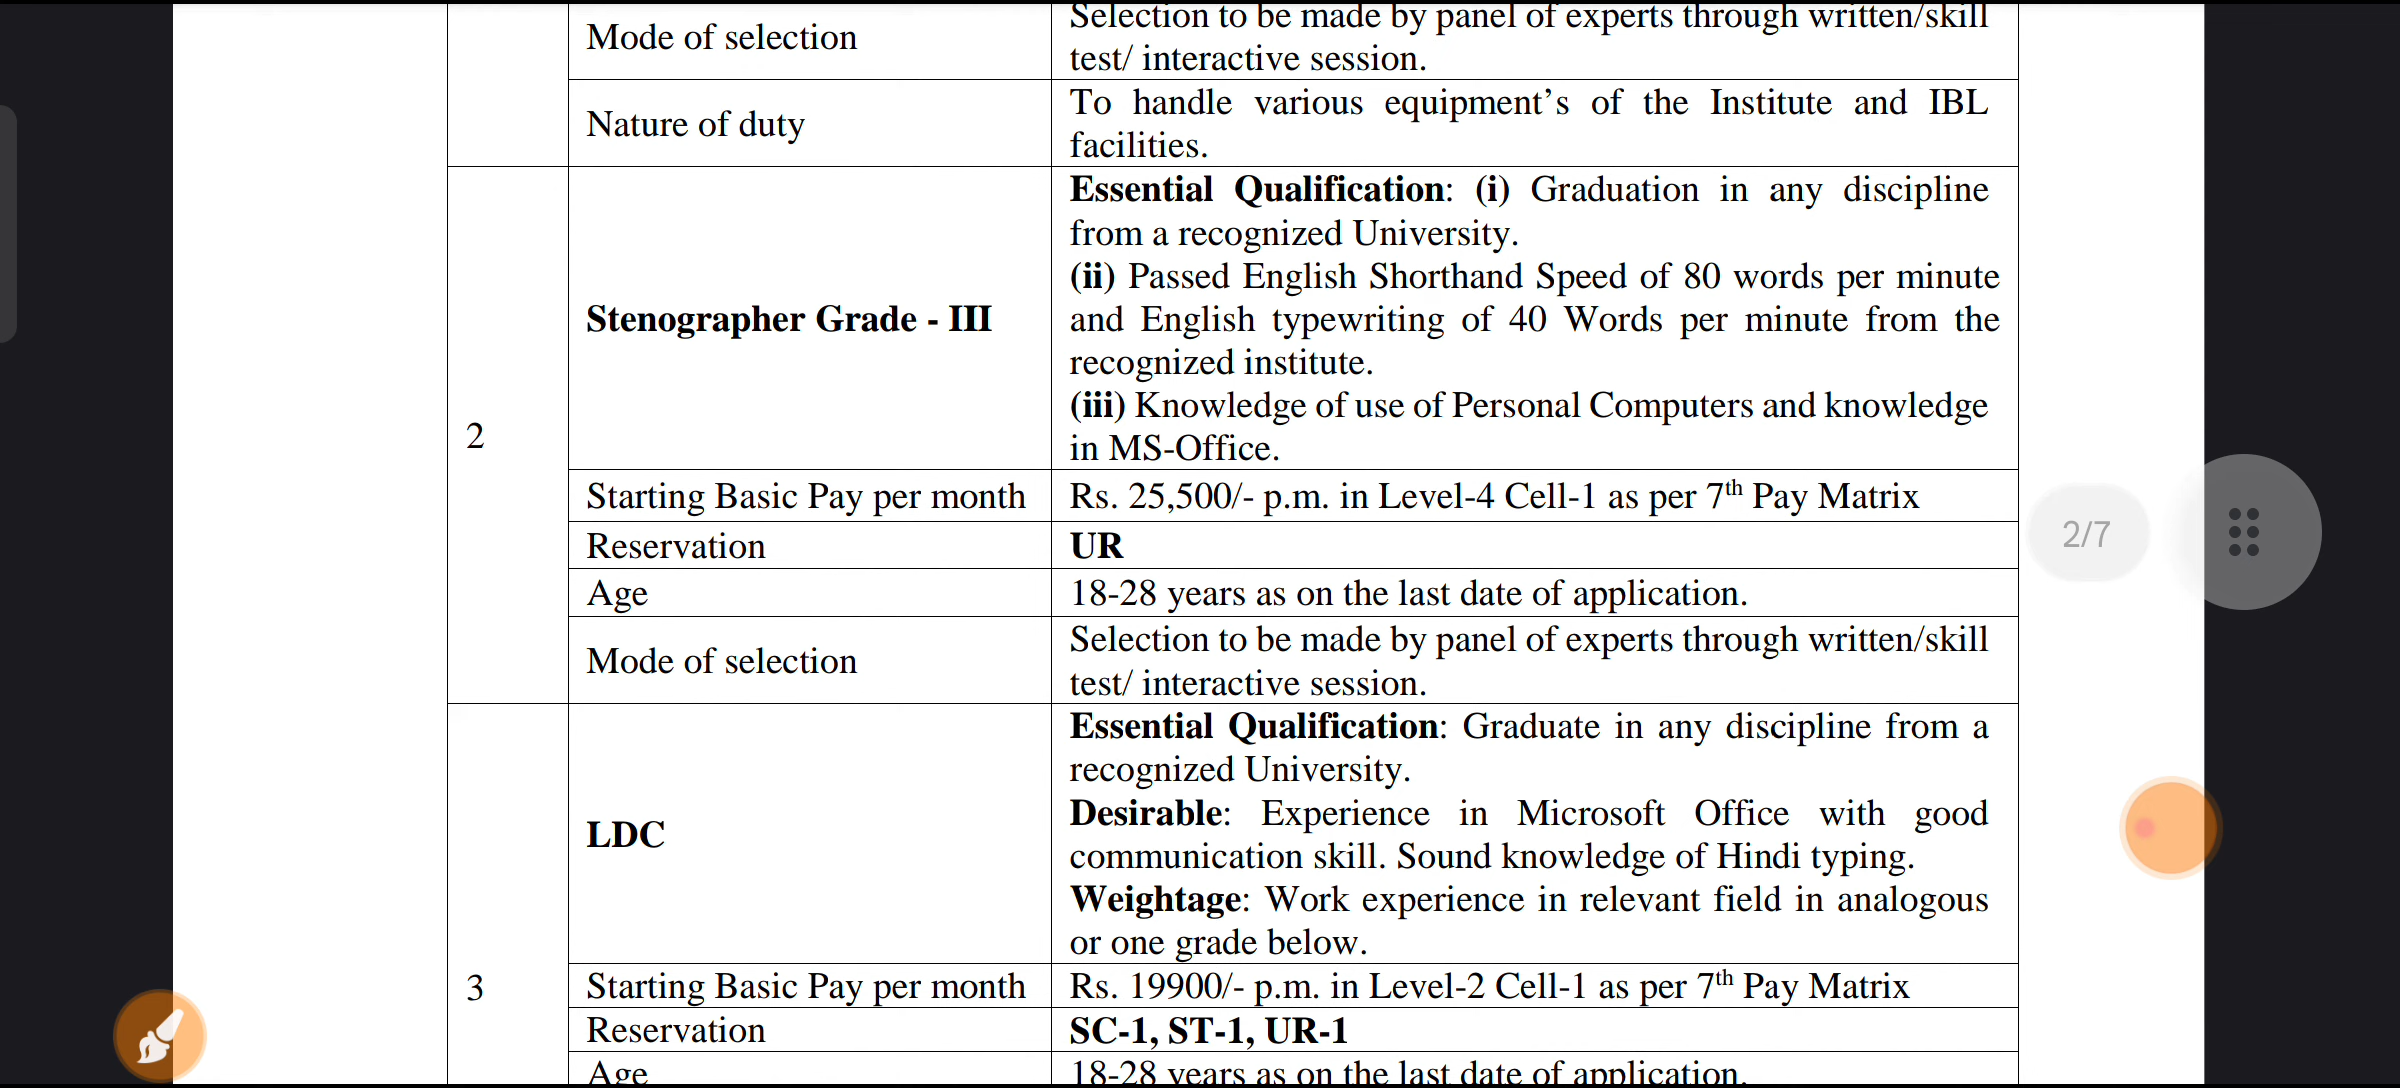 Mode of selection
Selection to be made by panel of experts through written/skill
test/ interactive session.
Nature of duty
To handle various equipment’s of the Institute and IBL
facilities.
2
Stenographer Grade - III
Essential Qualification: (i) Graduation in any discipline
from a recognized University.
(ii) Passed English Shorthand Speed of 80 words per minute
and English typewriting of 40 Words per minute from the
recognized institute.
(iii) Knowledge of use of Personal Computers and knowledge
in MS-Office.
Starting Basic Pay per month
Rs. 25,500/- p.m. in Level-4 Cell-1 as per 7th Pay Matrix
Reservation
UR
Age
18-28 years as on the last date of application.
Mode of selection
Selection to be made by panel of experts through written/skill
test/ interactive session.
3
LDC
Essential Qualification: Graduate in any discipline from a
recognized University.
Desirable: Experience in Microsoft Office with good
communication skill. Sound knowledge of Hindi typing.
Weightage: Work experience in relevant field in analogous
or one grade below.
Starting Basic Pay per month
Rs. 19900/- p.m. in Level-2 Cell-1 as per 7th Pay Matrix
Reservation
SC-1, ST-1, UR-1
Age
18-28 years as on the last date of application.
2/7